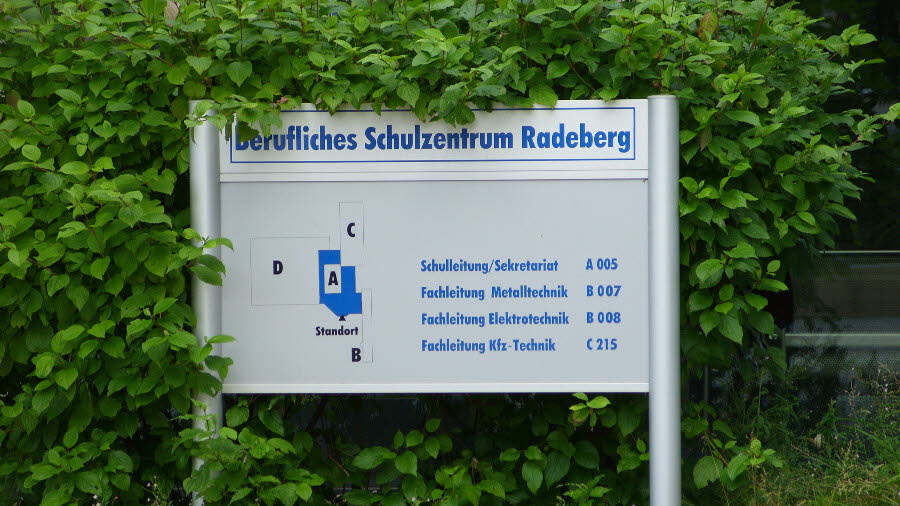 Berufliches Schulzentrum Radeberg
C
D
A
Standort
B
Schulleitung/Sekretariat A 005
Fachleitung Metalltechnik B 007
Fachleitung Elektrotechnik B 008
Fachleitung Kfz-Technik C 215